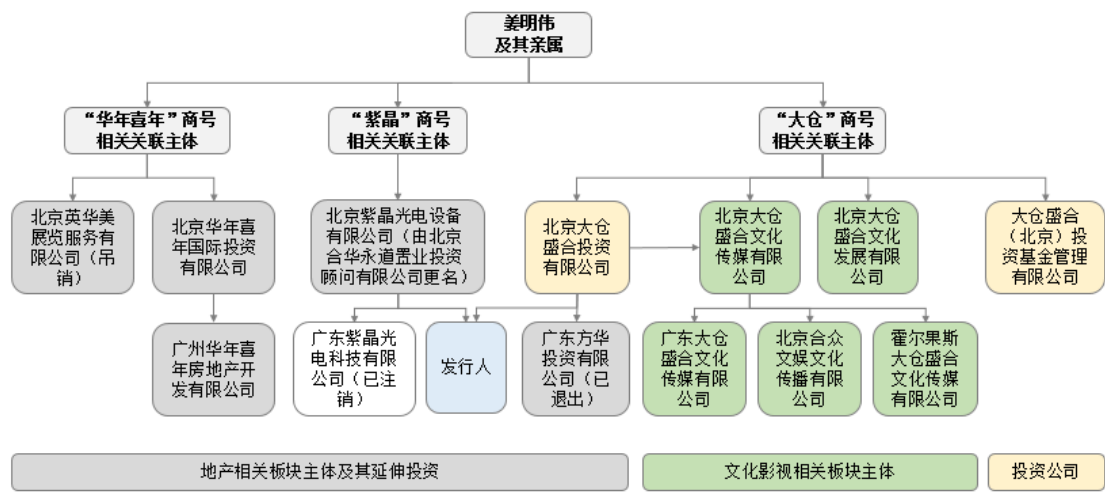 姜明伟
及其亲属
“华年喜年”商号
相关关联主体
“紫晶”商号
相关关联主体
“大仓”商号
相关关联主体
北京英华美
展览服务有
限公司（吊
销）
北京华年喜
年国际投资
有限公司
北京紫晶光电设备
有限公司（由北京
合华永道置业投资
顾问有限公司更名）
北京大仓
盛合投资
有限公司
北京大仓
盛合文化
传媒有限
公司
北京大仓
盛合文化
发展有限
公司
大仓盛合
（北京）投
资基金管理
有限公司
广州华年喜
年房地产开
发有限公司
广东紫晶光
电科技有限
公司（已注
销）
发行人
广东方华
投资有限
公司（已
退出）
广东大仓
盛合文化
传媒有限
公司
北京合众
文娱文化
传播有限
公司
霍尔果斯
大仓盛合
文化传媒
有限公司
地产相关板块主体及其延伸投资
文化影视相关板块主体
投资公司